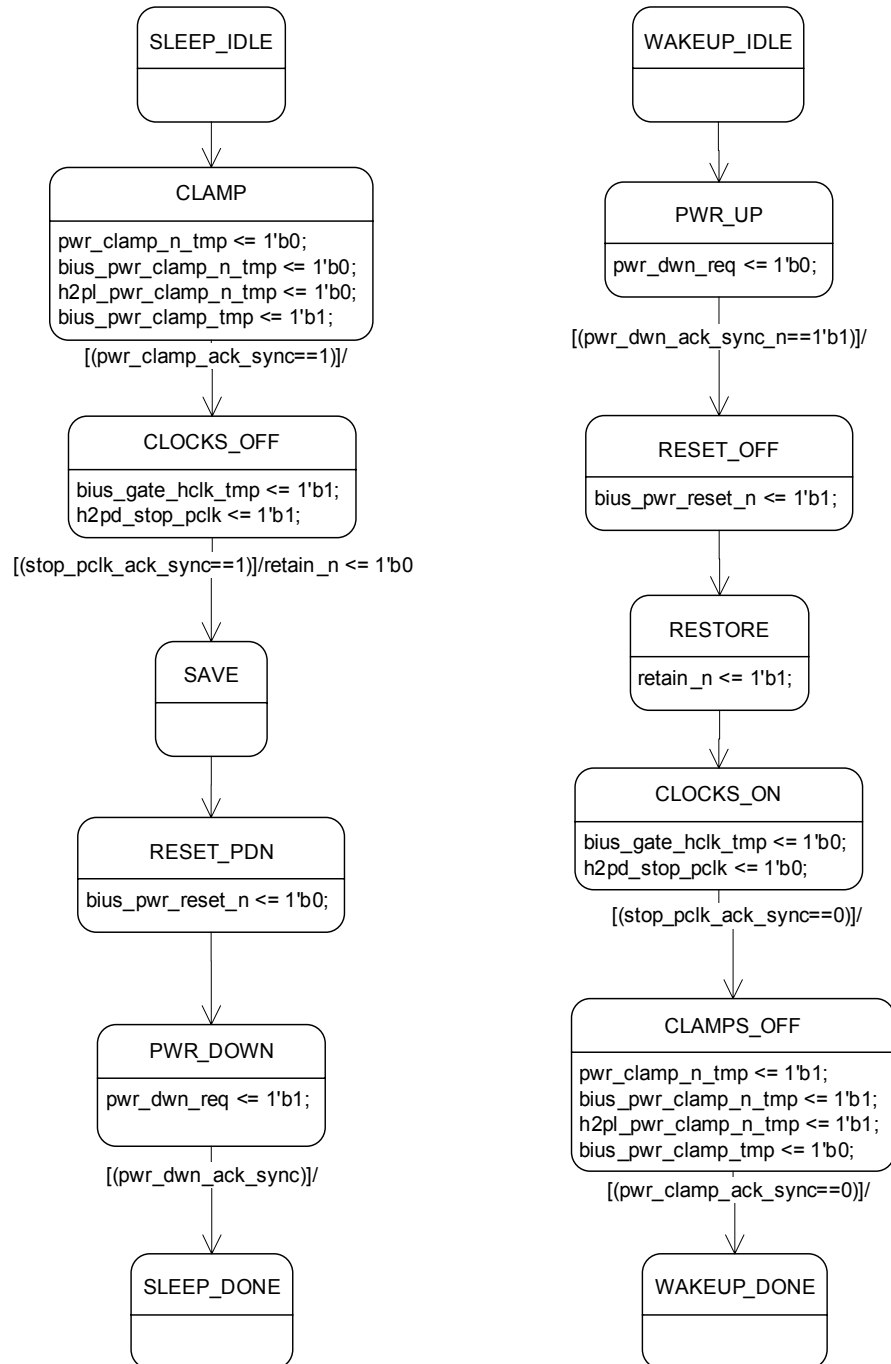 SLEEP_IDLE
CLAMP
pwr_clamp_n_tmp <= 1'b0;
bius_pwr_clamp_n_tmp <= 1'b0;
h2pl_pwr_clamp_n_tmp <= 1'b0;
bius_pwr_clamp_tmp <= 1'b1;
[(pwr_clamp_ack_sync==1)]/
CLOCKS_OFF
bius_gate_hclk_tmp <= 1'b1;
h2pd_stop_pclk <= 1'b1;
[(stop_pclk_ack_sync==1)]/retain_n <= 1'b0
SAVE
RESET_PDN
bius_pwr_reset_n <= 1'b0;
PWR_DOWN
pwr_dwn_req <= 1'b1;
[(pwr_dwn_ack_sync)]/
SLEEP_DONE
WAKEUP_IDLE
PWR_UP
pwr_dwn_req <= 1'b0;
[(pwr_dwn_ack_sync_n==1'b1)]/
RESET_OFF
bius_pwr_reset_n <= 1'b1;
RESTORE
retain_n <= 1'b1;
CLOCKS_ON
bius_gate_hclk_tmp <= 1'b0;
h2pd_stop_pclk <= 1'b0;
[(stop_pclk_ack_sync==0)]/
CLAMPS_OFF
pwr_clamp_n_tmp <= 1'b1;
bius_pwr_clamp_n_tmp <= 1'b1;
h2pl_pwr_clamp_n_tmp <= 1'b1;
bius_pwr_clamp_tmp <= 1'b0;
[(pwr_clamp_ack_sync==0)]/
WAKEUP_DONE